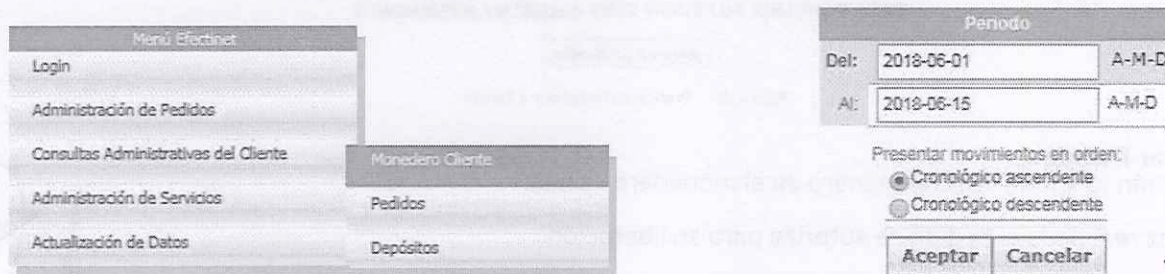 Menú Efectinet
Login
Administración de Pedidos
Consultas Administrativas del Cliente
Administración de Servicios
Actualización de Datos
Monedero Cliente
Pedidos
Depósitos
Periodo
Del: 2018-06-01 A-M-D
Al: 2018-06-15 A-M-D
Presentar movimientos en orden:
Cronológico ascendente
Cronológico descendente
Aceptar Cancelar